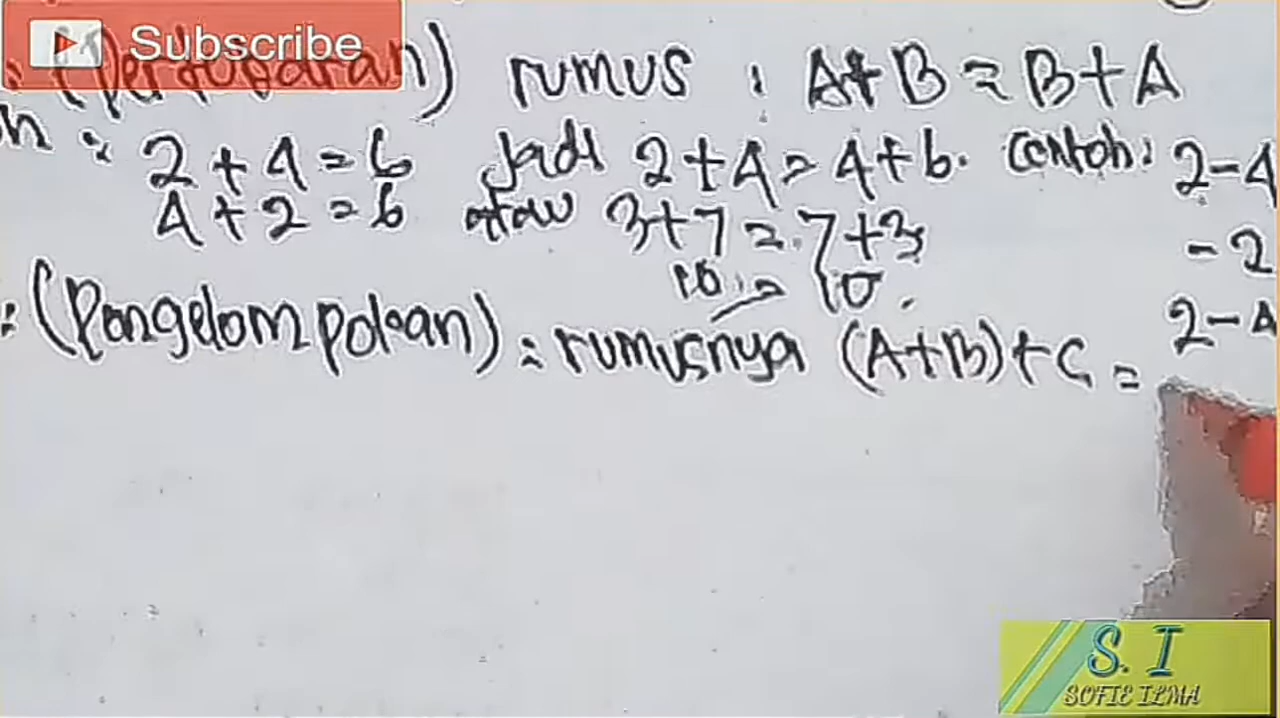 Subscribe
: (Pertukaran) rumus : A+B = B+A
2+4=6 Jadi 2+4=4+6. Contoh: 2-4
4+2=6 atau 3+7=7+3 -2
10 = 10.
: (Pengelompokan) : rumusnya (A+B)+C = 2-4
S. I
SOFIE ILMA